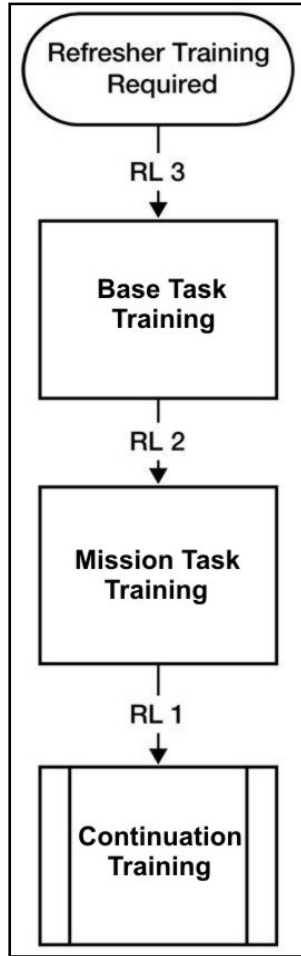 Refresher Training
Required
RL 3
Base Task
Training
RL 2
Mission Task
Training
RL 1
Continuation
Training